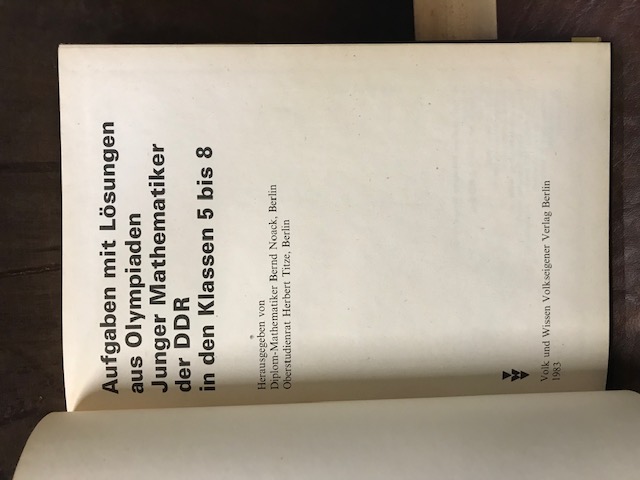 Aufgaben mit Lösungen
aus Olympiaden
Junger Mathematiker
der DDR
in den Klassen 5 bis 8
Herausgegeben von
Diplom-Mathematiker Bernd Noack, Berlin
Oberstudienrat Herbert Titze, Berlin
Volk und Wissen Volkseigener Verlag Berlin
1983